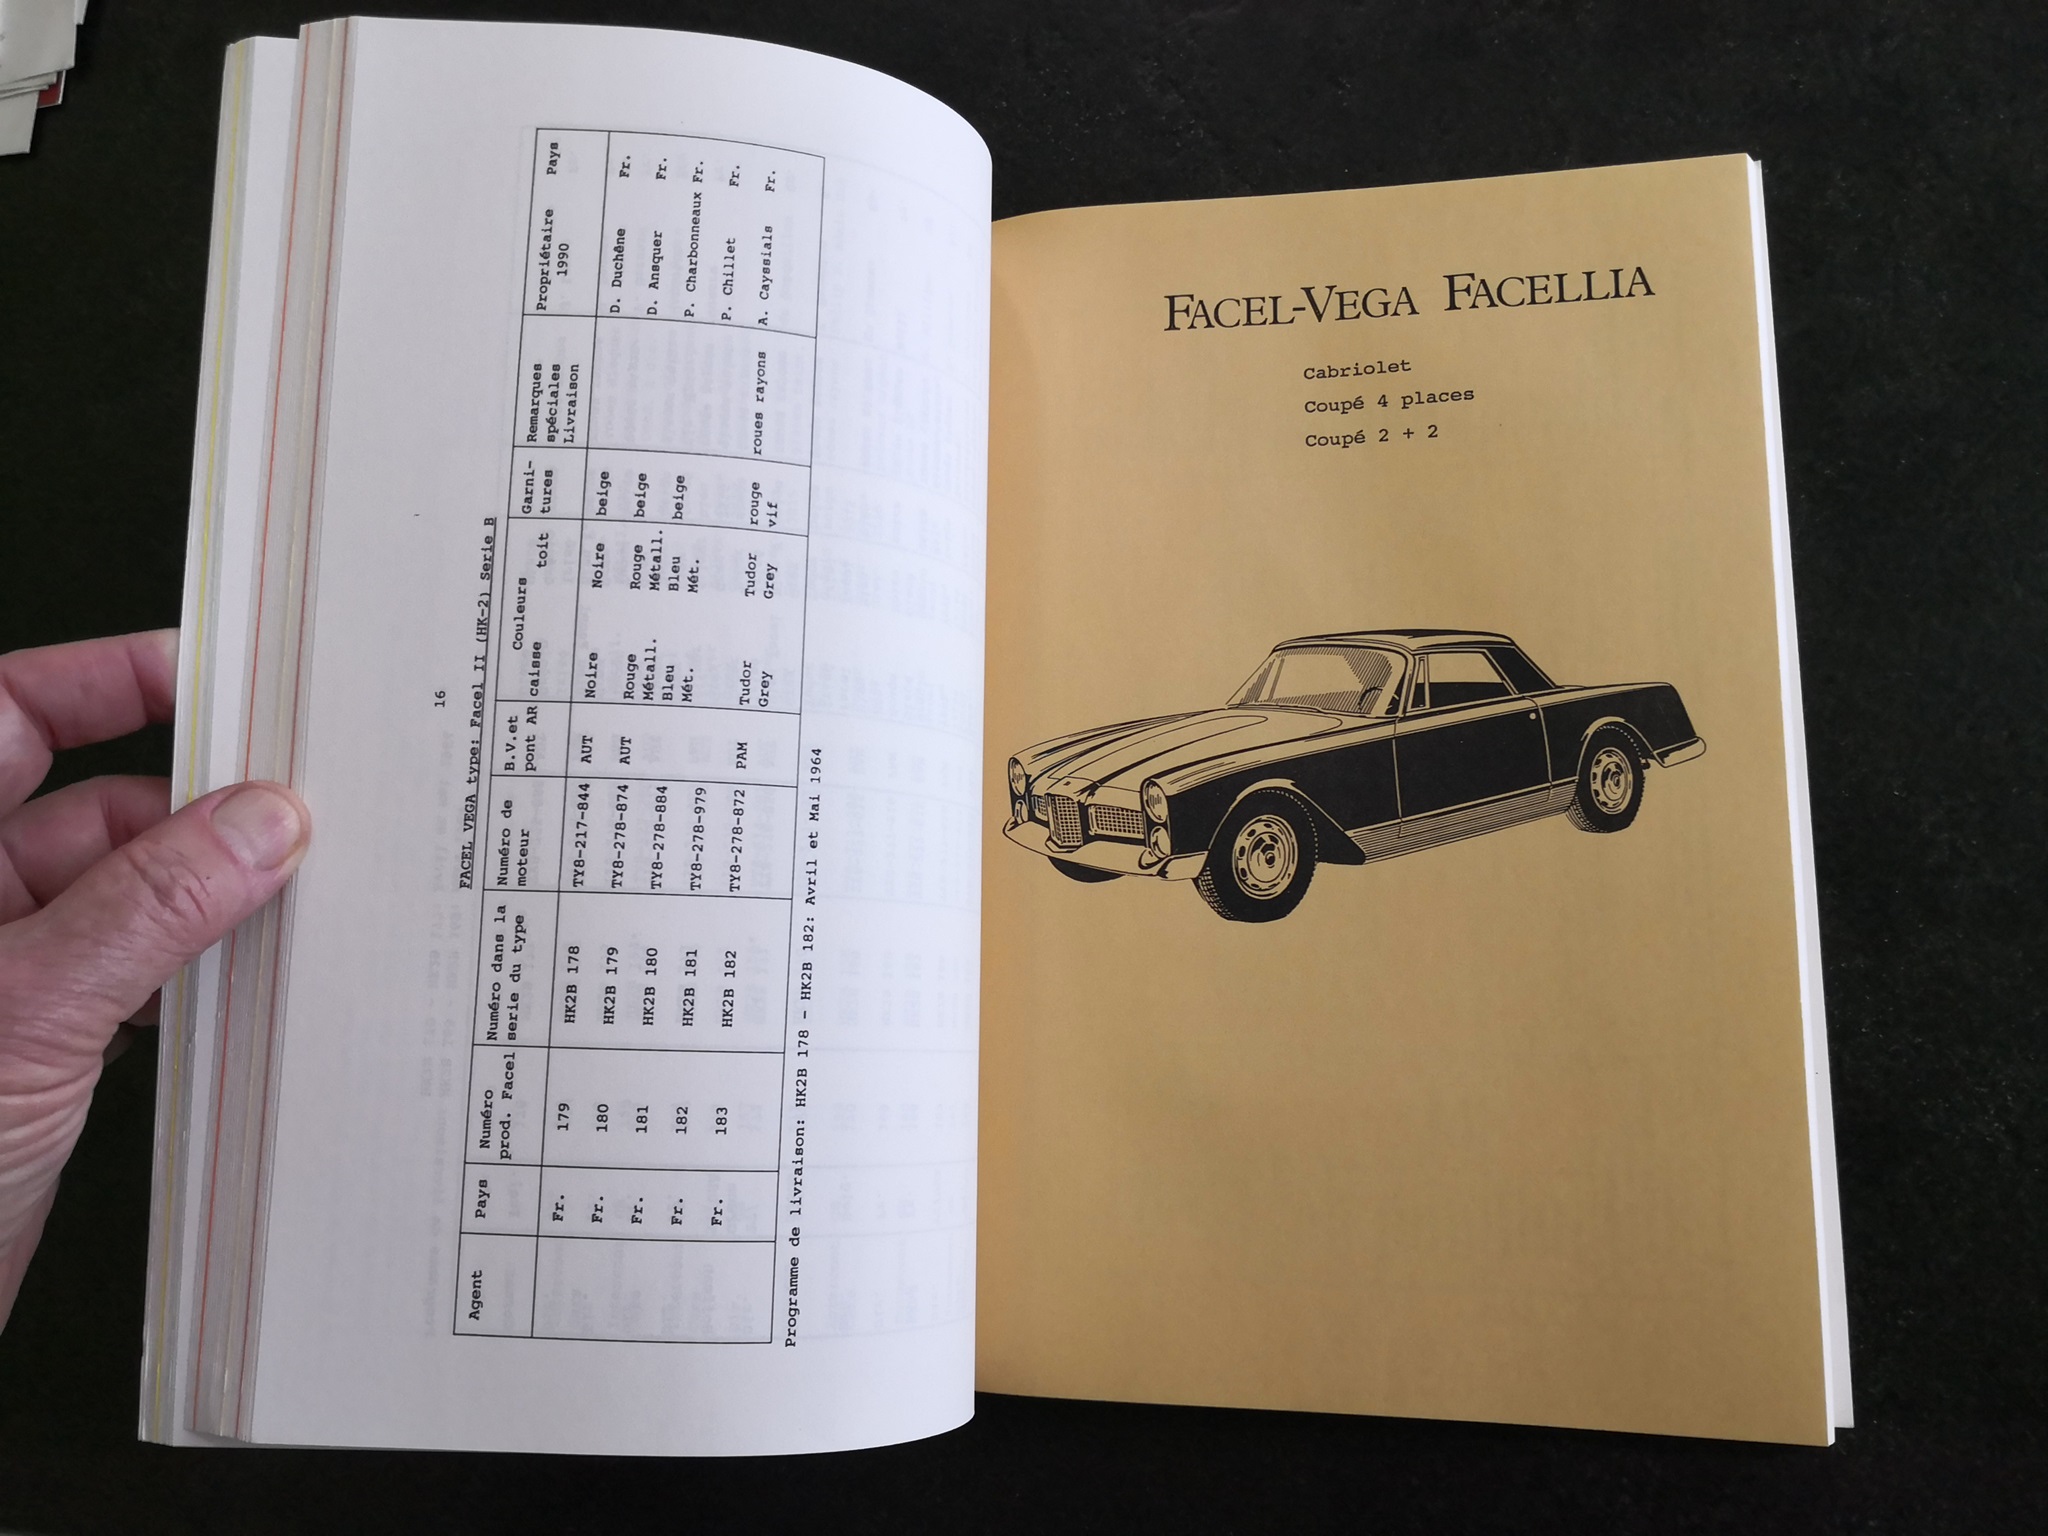 16
FACEL VEGA type: Facel II (HK-2) Serie B
Agent Pays Numéro prod. Facel Numéro dans la serie du type Numéro de moteur B.V.et pont AR Couleurs caisse toit Garni-tures Remarques spéciales Livraison Propriétaire 1990 Pays
Fr. 179 HK2B 178 TY8-217-844 AUT Noire Noire beige D. Duchêne Fr.
Fr. 180 HK2B 179 TY8-278-874 AUT Rouge Métall. Rouge Métall. beige D. Ansquer Fr.
Fr. 181 HK2B 180 TY8-278-884 Bleu Mét. Bleu Mét. beige P. Charbonneaux Fr.
Fr. 182 HK2B 181 TY8-278-979 P. Chillet Fr.
Fr. 183 HK2B 182 TY8-278-872 PAM Tudor Grey Tudor Grey rouge vif roues rayons A. Cayssials Fr.
Programme de livraison: HK2B 178 - HK2B 182: Avril et Mai 1964
FACEL-VEGA FACELLIA
Cabriolet
Coupé 4 places
Coupé 2 + 2